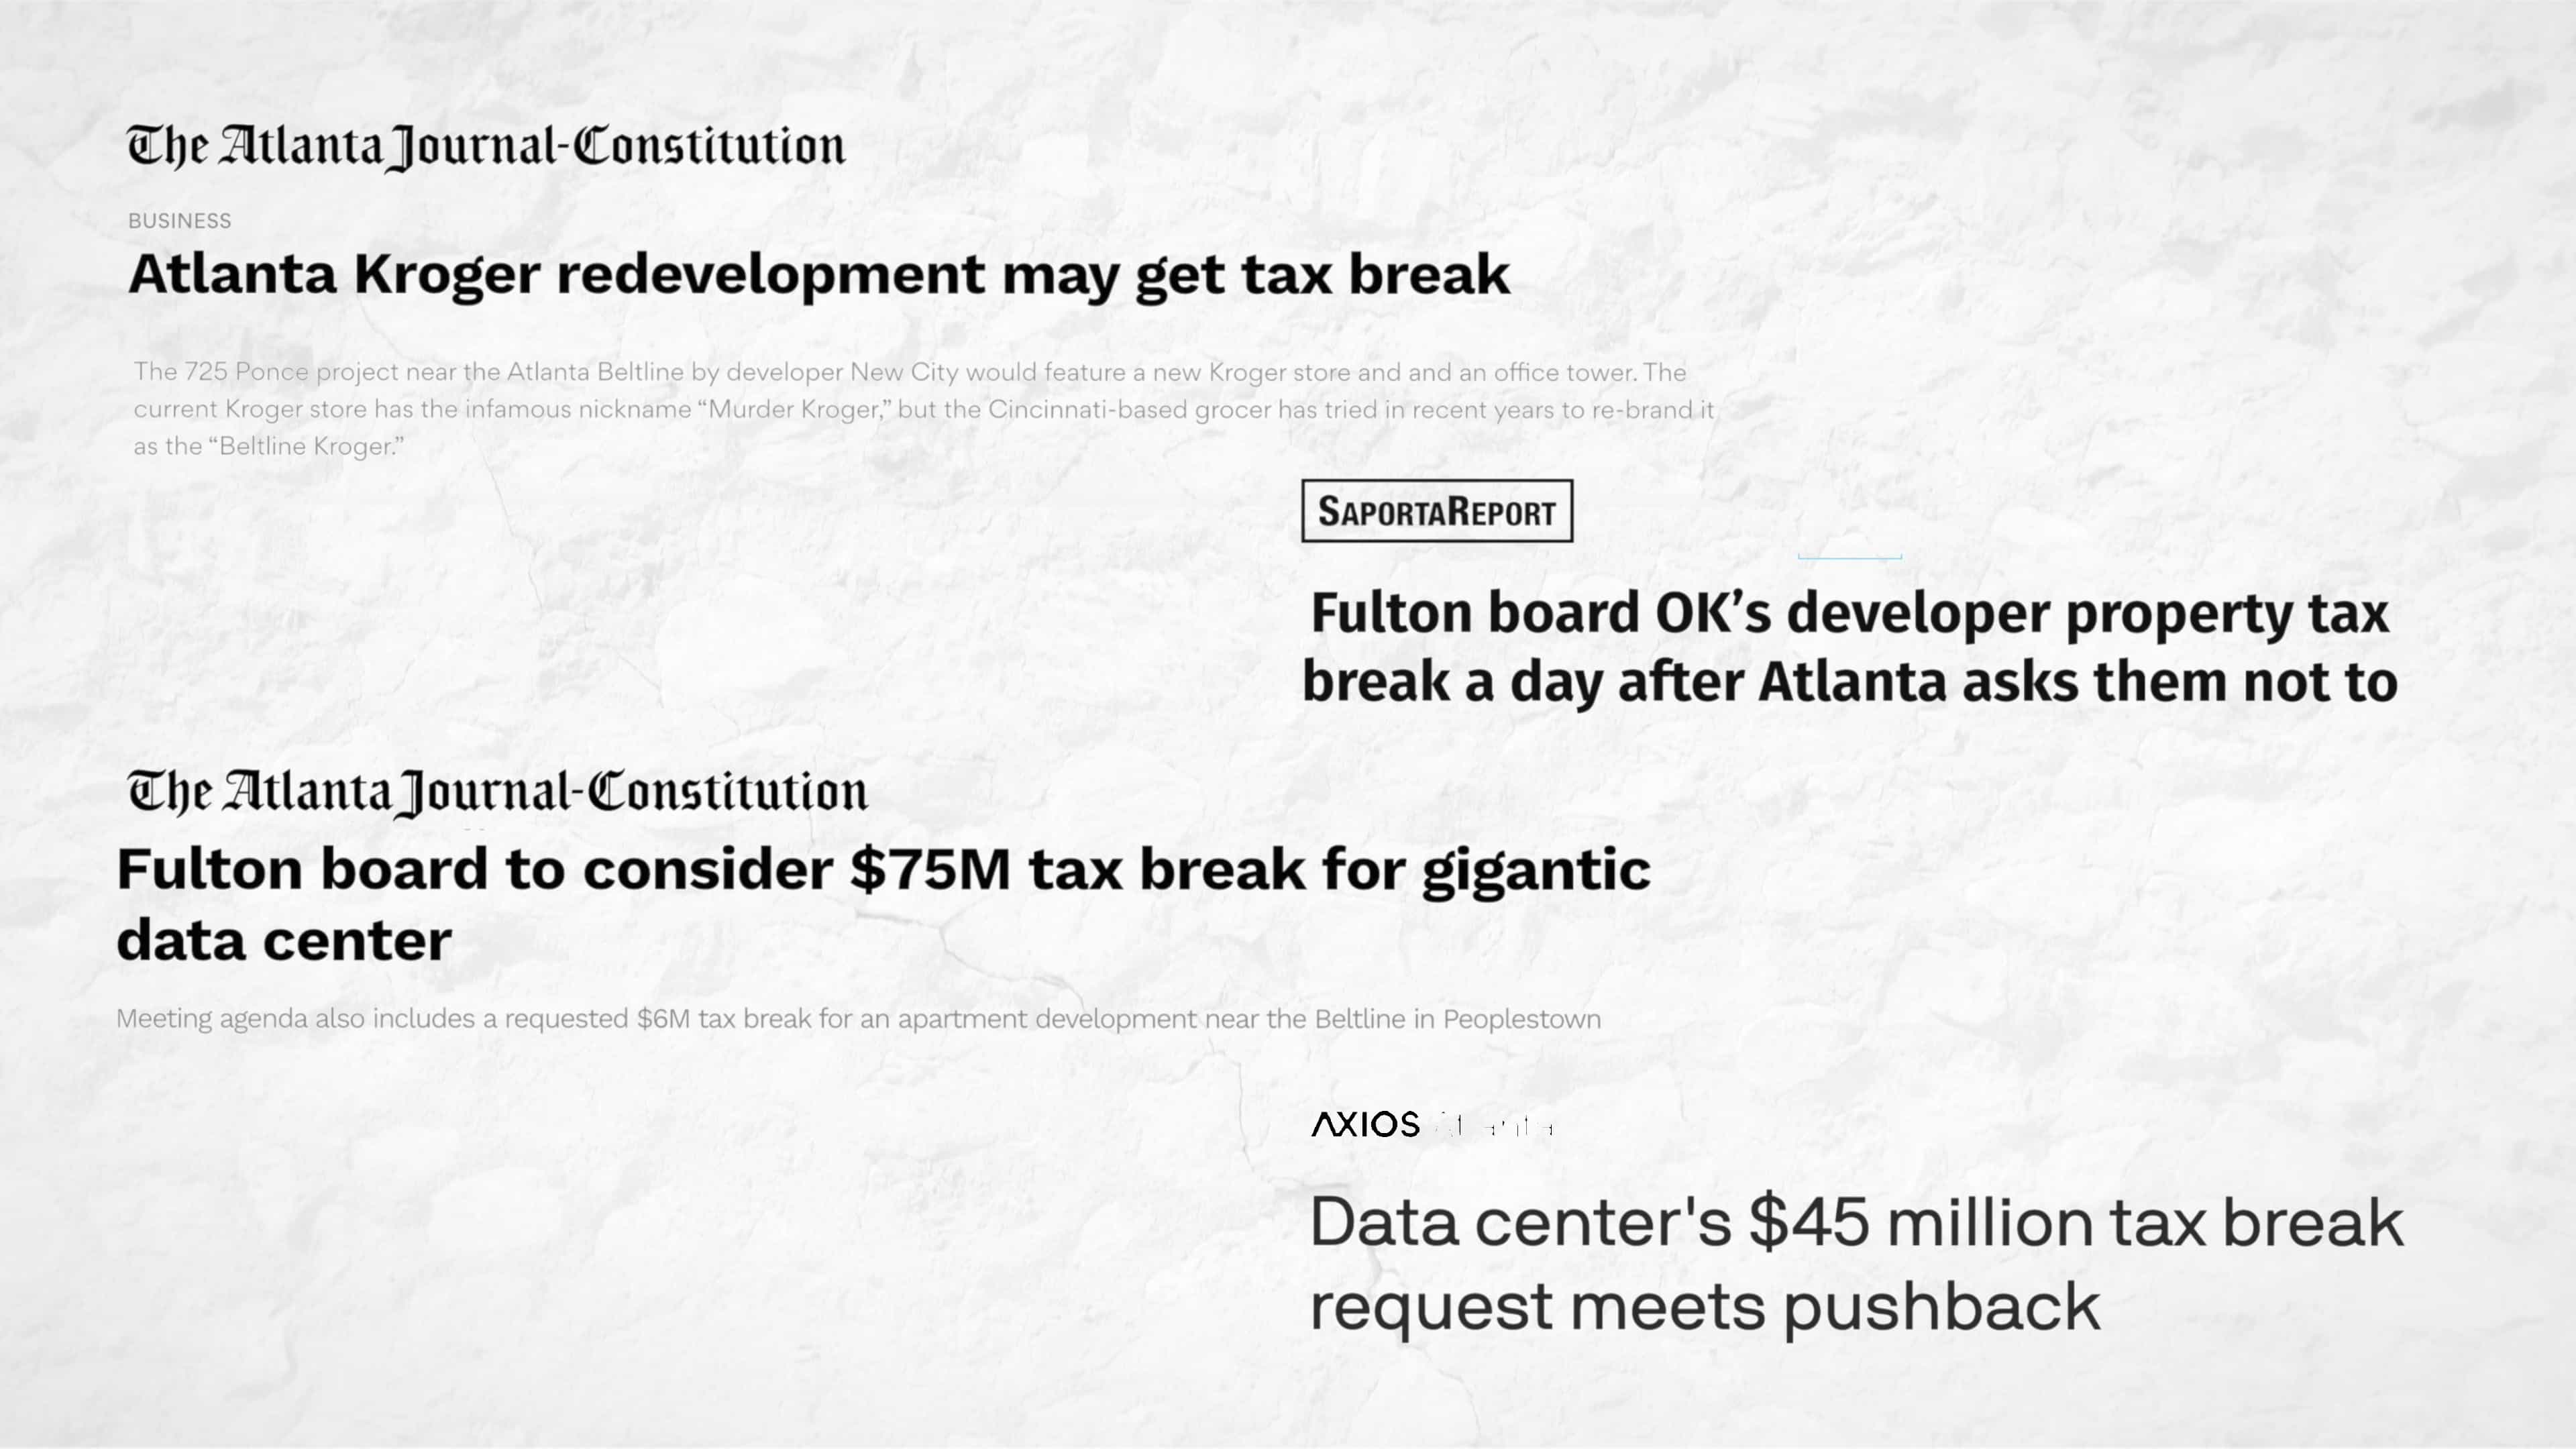 The Atlanta Journal-Constitution
BUSINESS
Atlanta Kroger redevelopment may get tax break
The 725 Ponce project near the Atlanta Beltline by developer New City would feature a new Kroger store and and an office tower. The
current Kroger store has the infamous nickname “Murder Kroger,” but the Cincinnati-based grocer has tried in recent years to re-brand it
as the “Beltline Kroger.”
SAPORTAREPORT
Fulton board OK’s developer property tax
break a day after Atlanta asks them not to
The Atlanta Journal-Constitution
Fulton board to consider $75M tax break for gigantic
data center
Meeting agenda also includes a requested $6M tax break for an apartment development near the Beltline in Peoplestown
AXIOS
Data center's $45 million tax break
request meets pushback